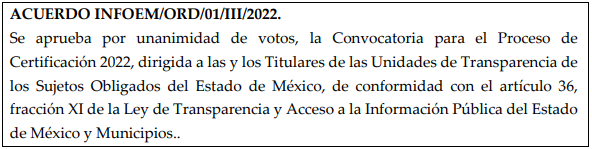 ACUERDO INFOEM/ORD/01/III/2022.
Se aprueba por unanimidad de votos, la Convocatoria para el Proceso de
Certificación 2022, dirigida a las y los Titulares de las Unidades de Transparencia de
los Sujetos Obligados del Estado de México, de conformidad con el artículo 36,
fracción XI de la Ley de Transparencia y Acceso a la Información Pública del Estado
de México y Municipios..